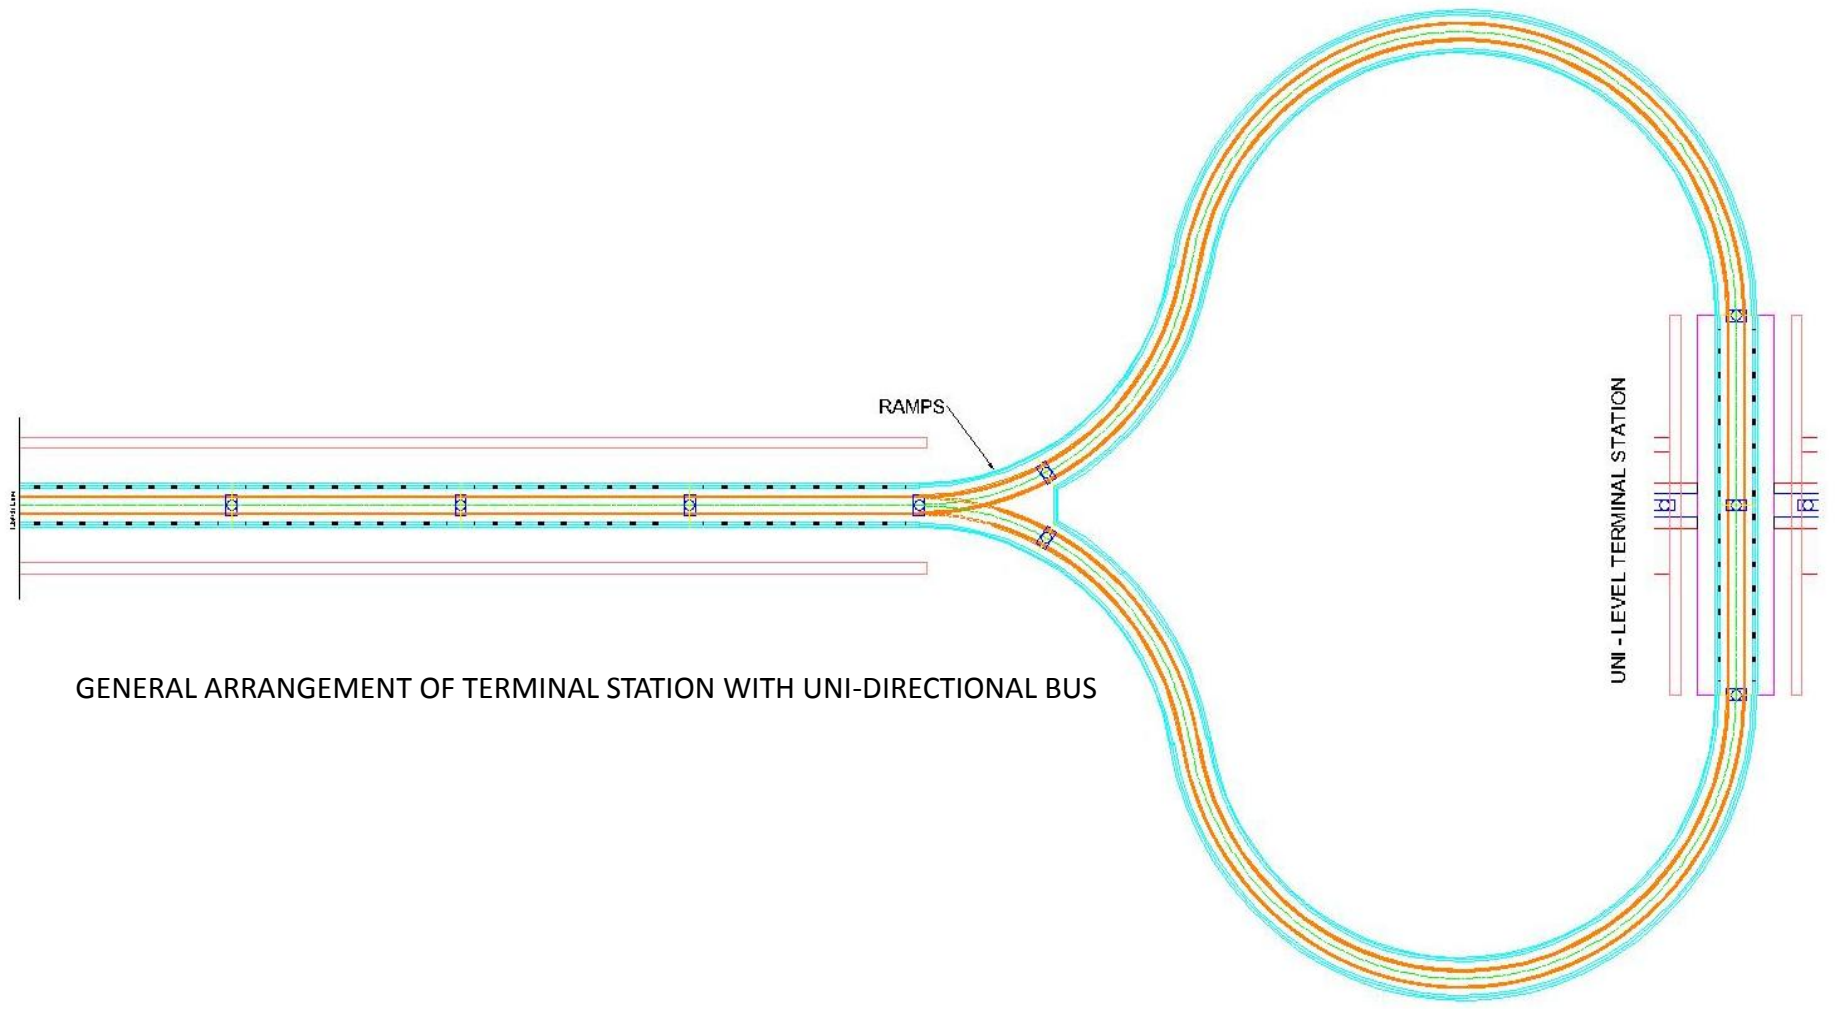 RAMPS
UNI - LEVEL TERMINAL STATION
GENERAL ARRANGEMENT OF TERMINAL STATION WITH UNI-DIRECTIONAL BUS